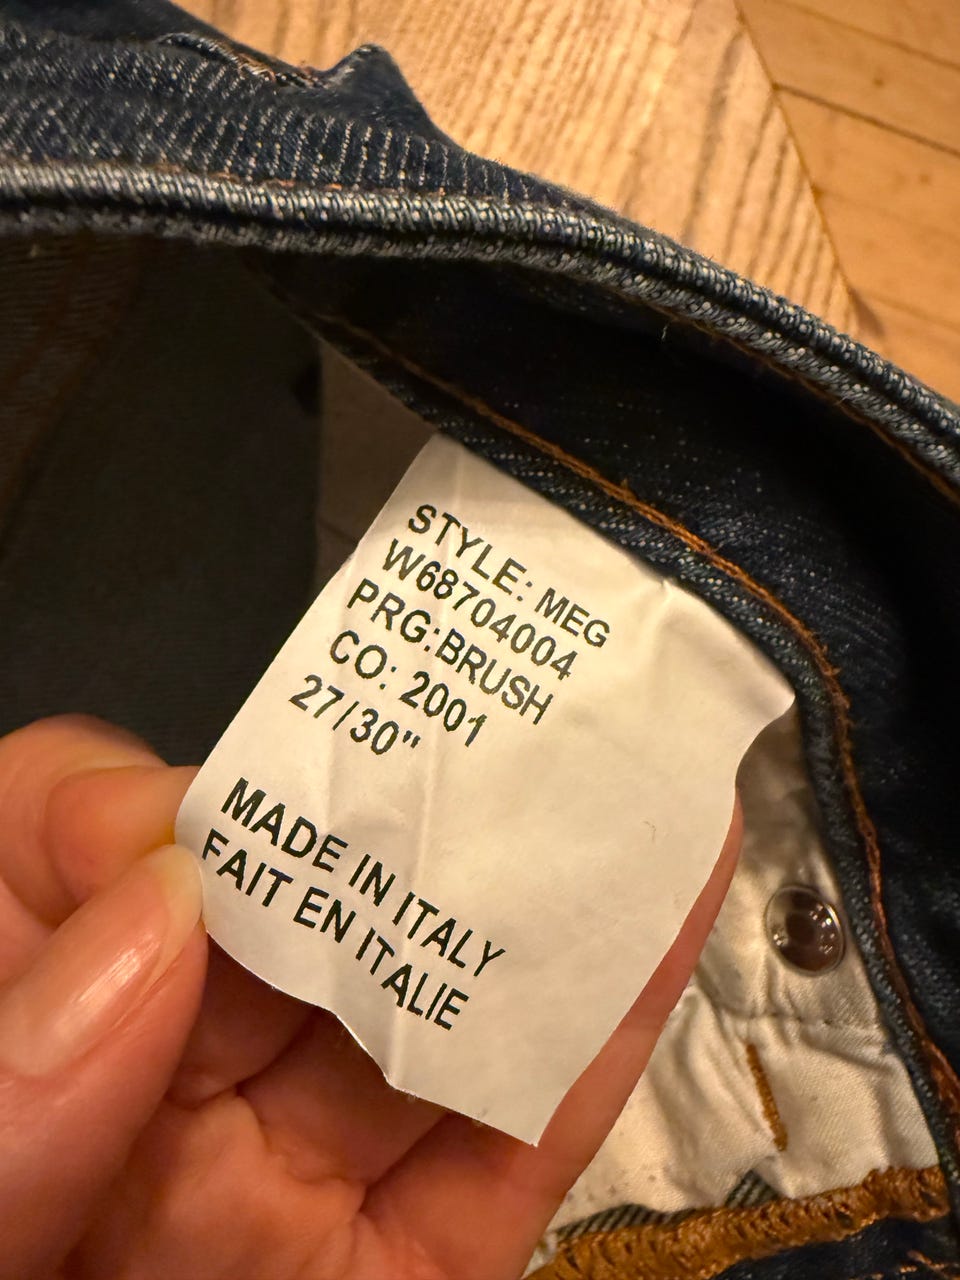 STYLE: MEG
W68704004
PRG:BRUSH
CO: 2001
27/30"
MADE IN ITALY
FAIT EN ITALIE